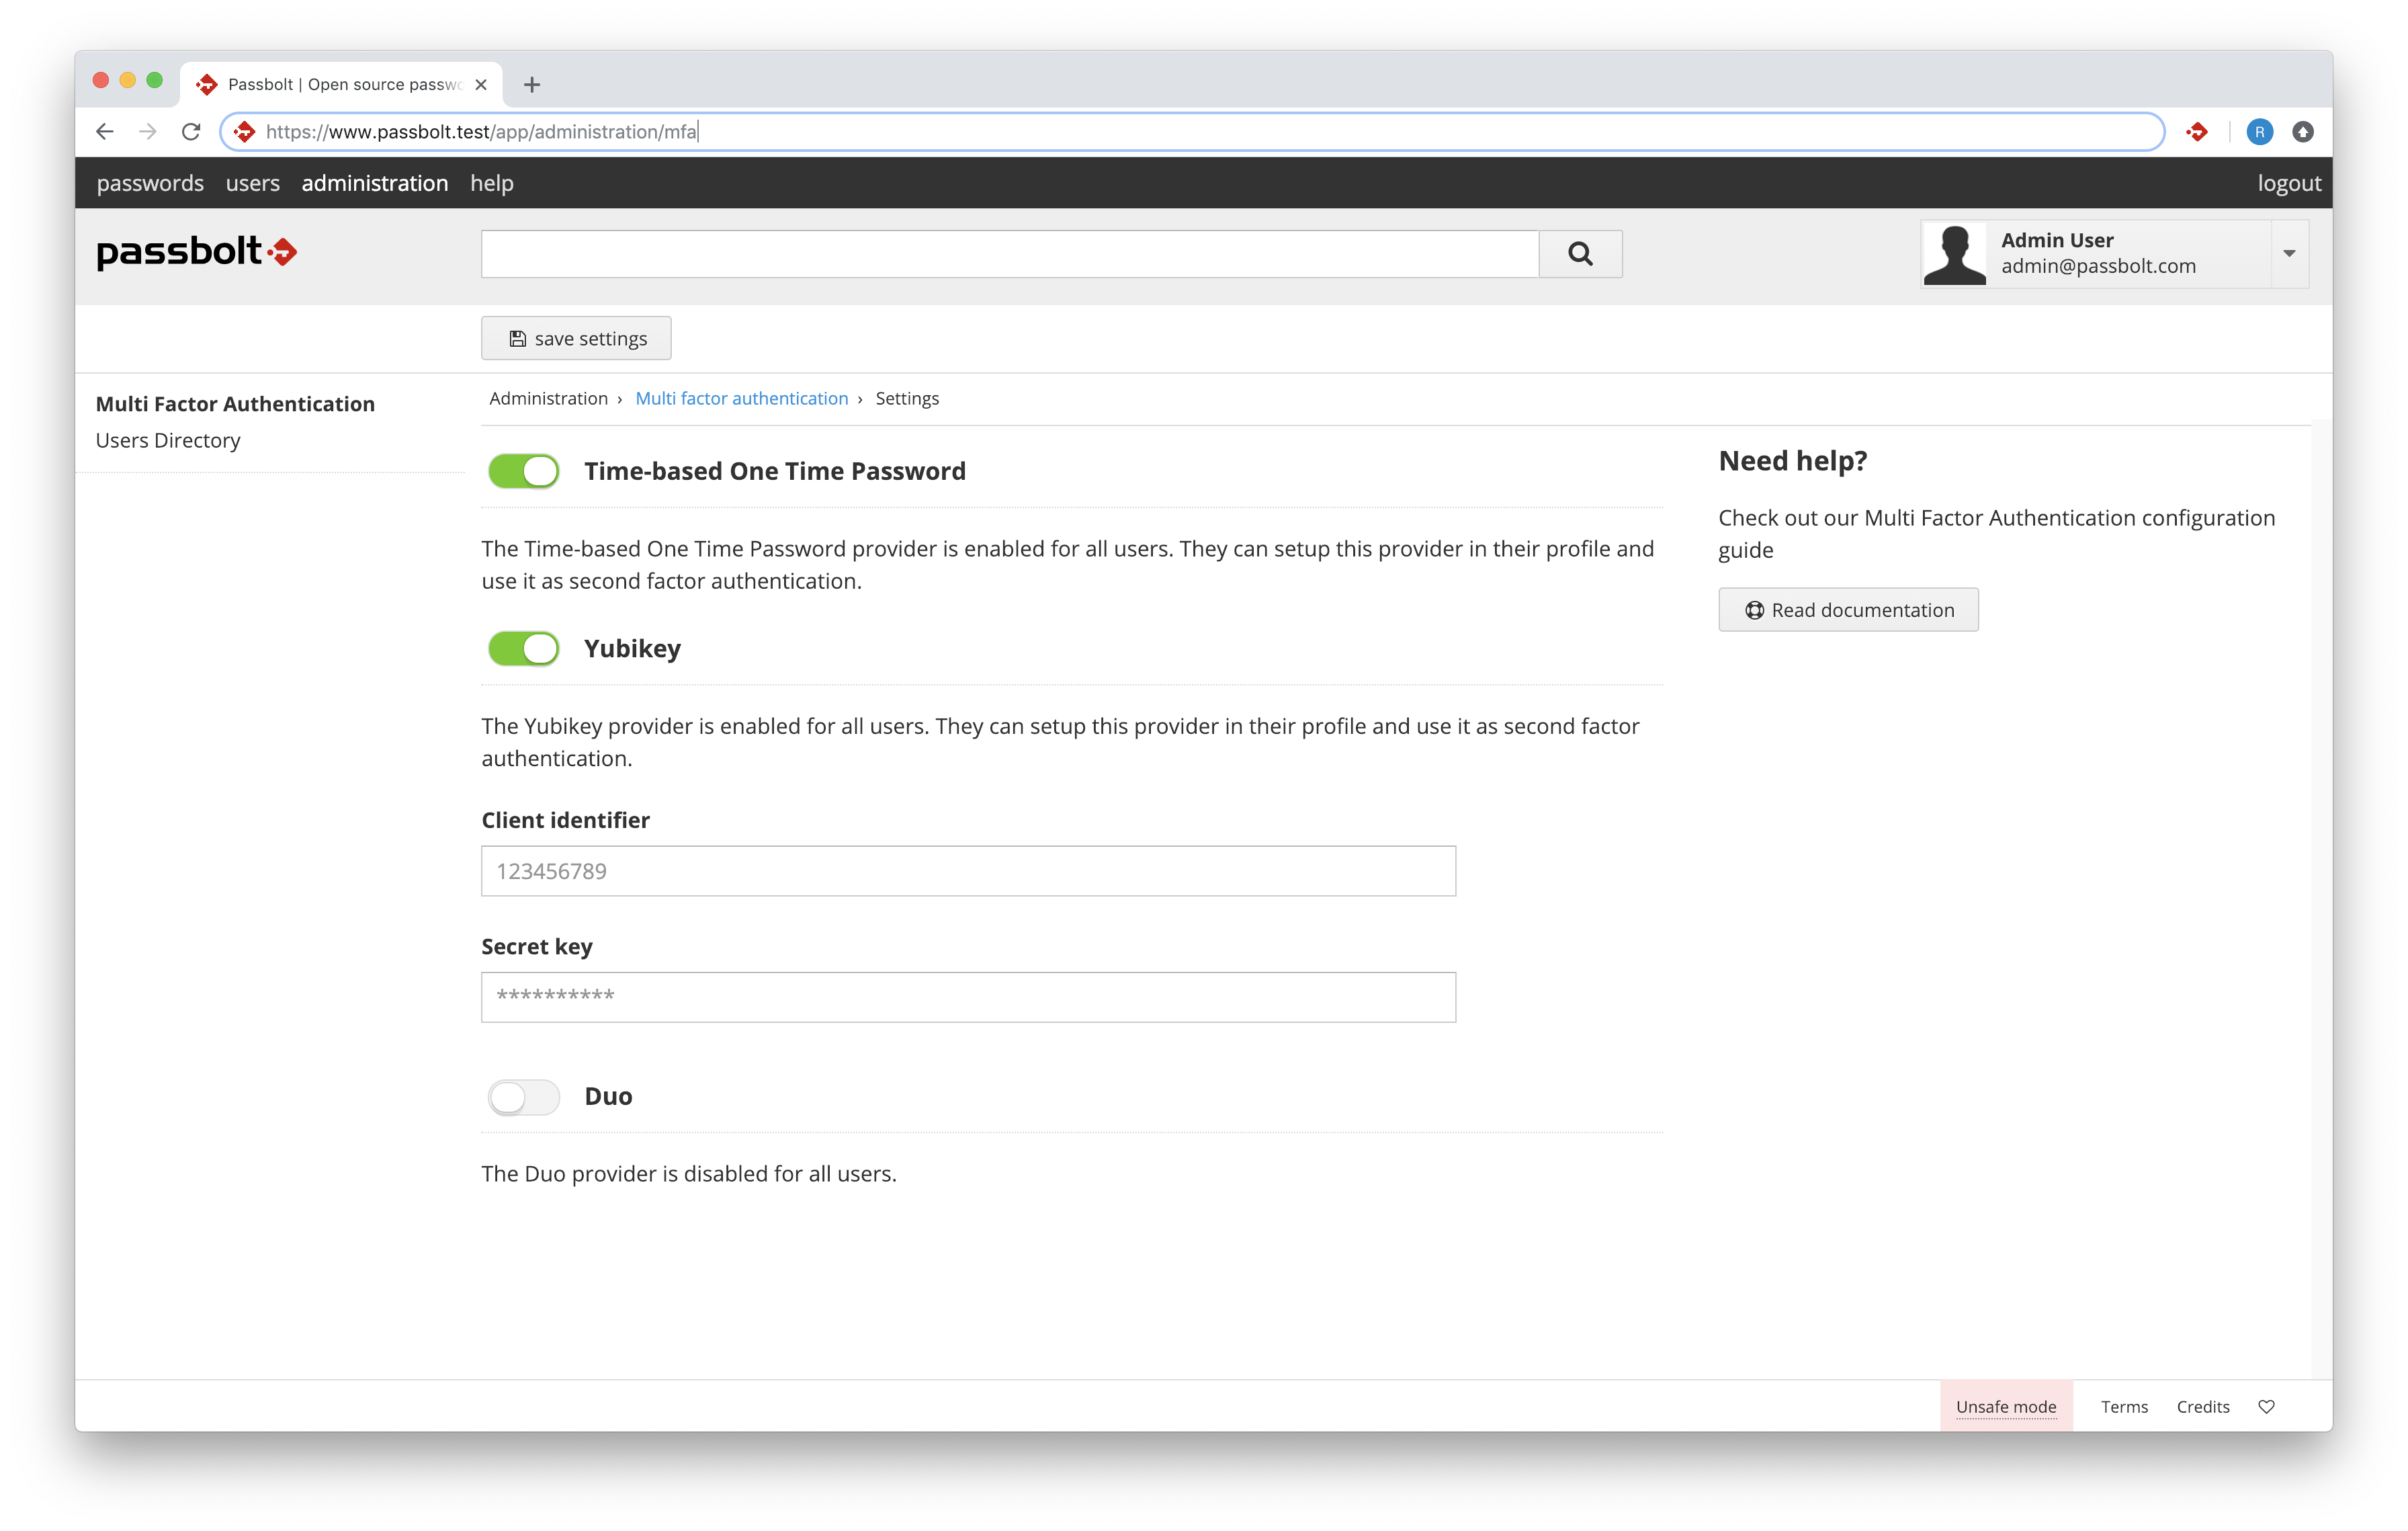 Passbolt | Open source passwo
https://www.passbolt.test/app/administration/mfa
R
passwords users administration help logout
passbolt
Admin User
admin@passbolt.com
save settings
Multi Factor Authentication
Users Directory
Administration › Multi factor authentication › Settings
Time-based One Time Password
The Time-based One Time Password provider is enabled for all users. They can setup this provider in their profile and
use it as second factor authentication.
Yubikey
The Yubikey provider is enabled for all users. They can setup this provider in their profile and use it as second factor
authentication.
Client identifier
123456789
Secret key
**********
Duo
The Duo provider is disabled for all users.
Need help?
Check out our Multi Factor Authentication configuration
guide
Read documentation
Unsafe mode Terms Credits